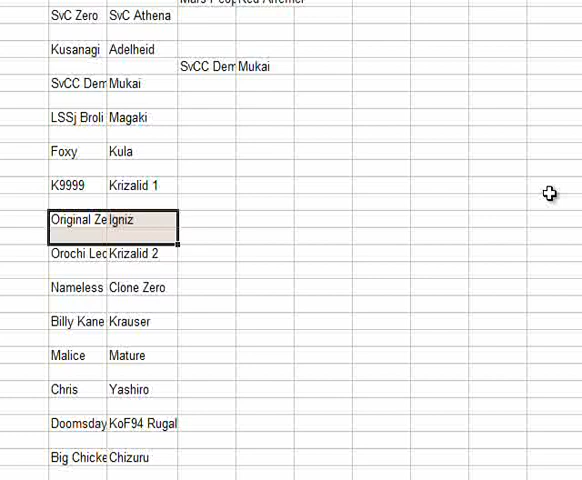 SvC Zero SvC Athena
Kusanagi Adelheid
SvCC Dem Mukai
SvCC Dem Mukai
LSSj Broli Magaki
Foxy Kula
K9999 Krizalid 1
Original Ze Igniz
Orochi Lec Krizalid 2
Nameless Clone Zero
Billy Kane Krauser
Malice Mature
Chris Yashiro
Doomsday KoF94 Rugal
Big Chicke Chizuru